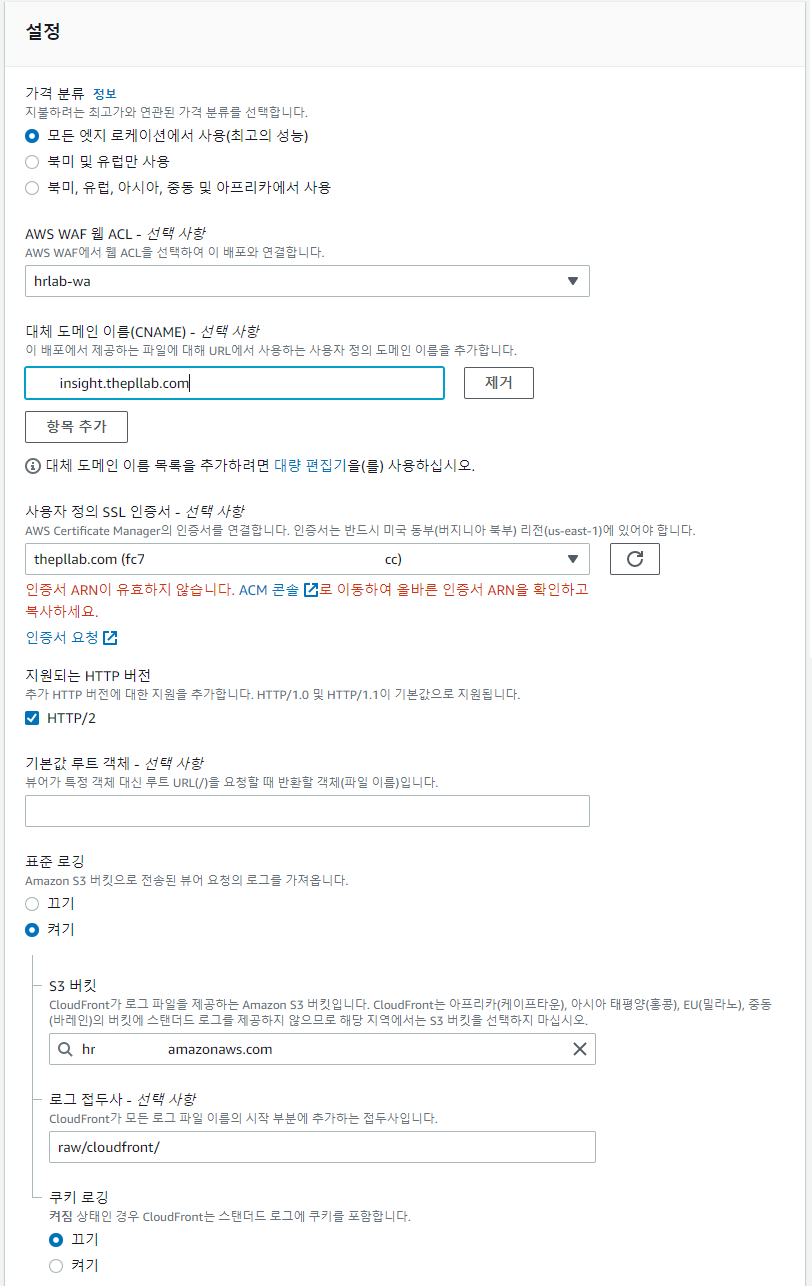 설정
가격 분류 정보
지불하려는 최고가와 연관된 가격 분류를 선택합니다.
모든 엣지 로케이션에서 사용(최고의 성능)
북미 및 유럽만 사용
북미, 유럽, 아시아, 중동 및 아프리카에서 사용
AWS WAF 웹 ACL - 선택 사항
AWS WAF에서 웹 ACL을 선택하여 이 배포와 연결합니다.
hrlab-wa
대체 도메인 이름(CNAME) - 선택 사항
이 배포에서 제공하는 파일에 대해 URL에서 사용하는 사용자 정의 도메인 이름을 추가합니다.
insight.thepllab.com 제거
항목 추가
대체 도메인 이름 목록을 추가하려면 대량 편집기을(를) 사용하십시오.
사용자 정의 SSL 인증서 - 선택 사항
AWS Certificate Manager의 인증서를 연결합니다. 인증서는 반드시 미국 동부(버지니아 북부) 리전(us-east-1)에 있어야 합니다.
thepllab.com (fc7 cc)
인증서 ARN이 유효하지 않습니다. ACM 콘솔로 이동하여 올바른 인증서 ARN을 확인하고
복사하세요.
인증서 요청
지원되는 HTTP 버전
추가 HTTP 버전에 대한 지원을 추가합니다. HTTP/1.0 및 HTTP/1.1이 기본값으로 지원됩니다.
HTTP/2
기본값 루트 객체 - 선택 사항
뷰어가 특정 객체 대신 루트 URL(/)을 요청할 때 반환할 객체(파일 이름)입니다.
표준 로깅
Amazon S3 버킷으로 전송된 뷰어 요청의 로그를 가져옵니다.
끄기
켜기
S3 버킷
CloudFront가 로그 파일을 제공하는 Amazon S3 버킷입니다. CloudFront는 아프리카(케이프타운), 아시아 태평양(홍콩), EU(밀라노), 중동
(바레인)의 버킷에 스탠더드 로그를 제공하지 않으므로 해당 지역에서는 S3 버킷을 선택하지 마십시오.
hr amazonaws.com
로그 접두사 - 선택 사항
CloudFront가 모든 로그 파일 이름의 시작 부분에 추가하는 접두사입니다.
raw/cloudfront/
쿠키 로깅
켜짐 상태인 경우 CloudFront는 스탠더드 로그에 쿠키를 포함합니다.
끄기
켜기